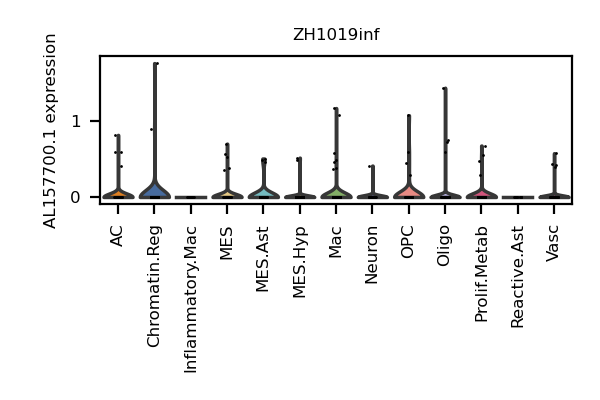 ZH1019inf
AL157700.1 expression
1
0
AC
Chromatin.Reg
Inflammatory.Mac
MES
MES.Ast
MES.Hyp
Mac
Neuron
OPC
Oligo
Prolif.Metab
Reactive.Ast
Vasc